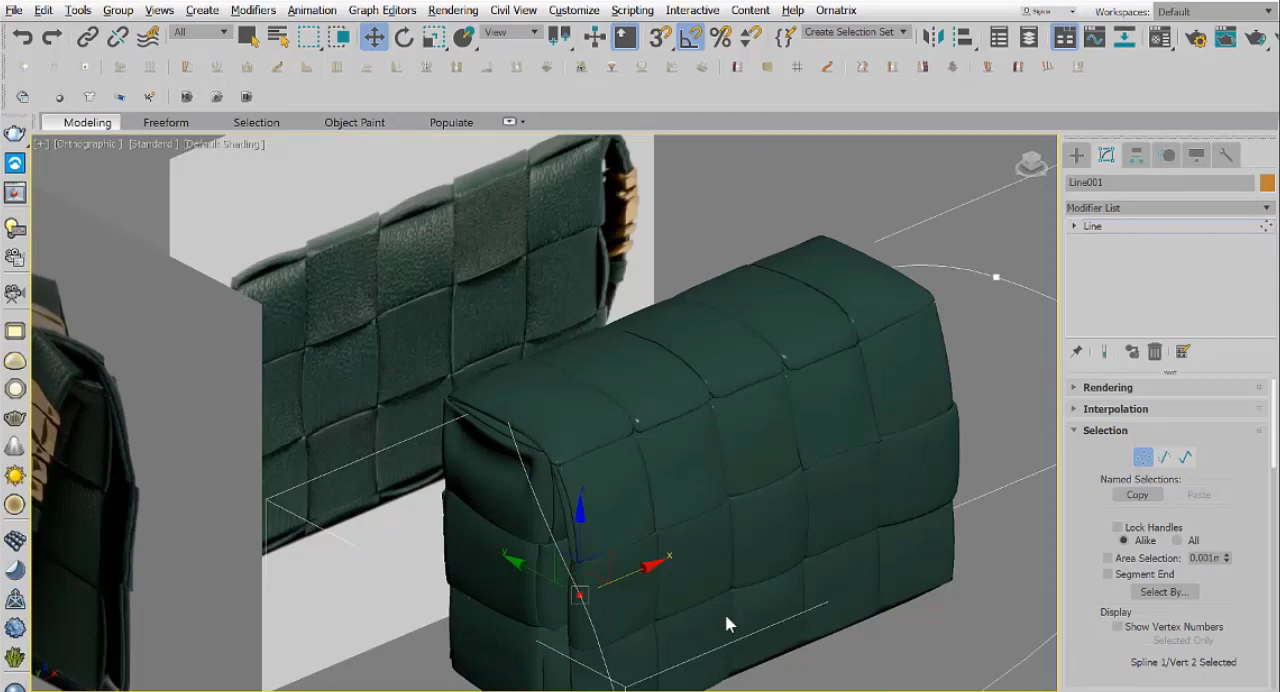 File Edit Tools Group Views Create Modifiers Animation Graph Editors Rendering Civil View Customize Scripting Interactive Content Help Ornatrix Sign In Workspaces: Default
All View Create Selection Set
Modeling Freeform Selection Object Paint Populate
[+] [Orthographic] [Standard] [Default Shading]
Line001
Modifier List
Line
Rendering
Interpolation
Selection
Named Selections:
Copy Paste
Lock Handles
Alike All
Area Selection: 0.001m
Segment End
Select By...
Display
Show Vertex Numbers
Selected Only
Spline 1/Vert 2 Selected
x
y